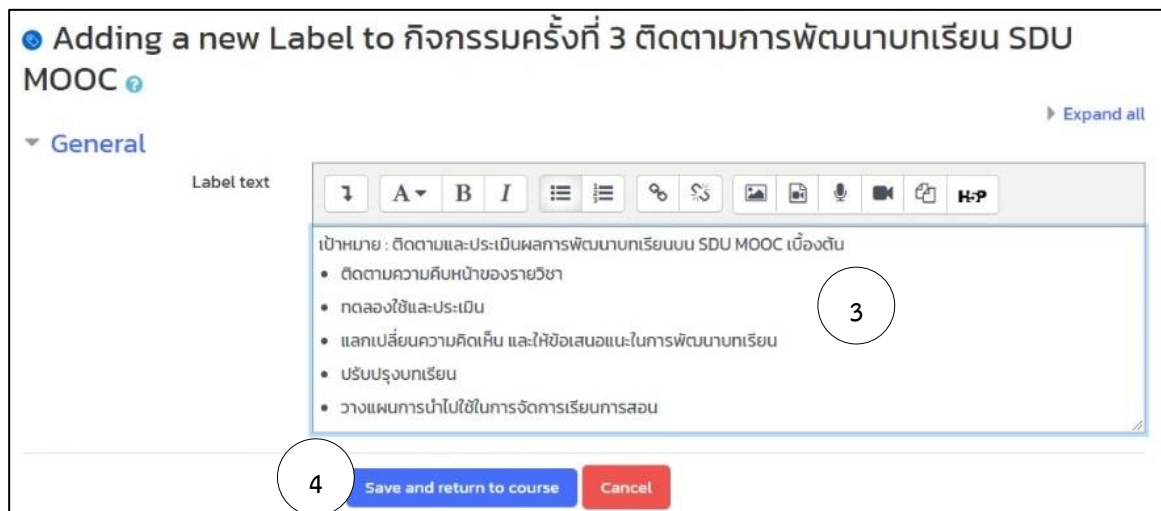 Adding a new Label to กิจกรรมครั้งที่ 3 ติดตามการพัฒนาบทเรียน SDU
MOOC
Expand all
General
Label text
A B I H-P
เป้าหมาย : ติดตามและประเมินผลการพัฒนาบทเรียนบน SDU MOOC เบื้องต้น
ติดตามความคืบหน้าของรายวิชา
ทดลองใช้และประเมิน
3
แลกเปลี่ยนความคิดเห็น และให้ข้อเสนอแนะในการพัฒนาบทเรียน
ปรับปรุงบทเรียน
วางแผนการนำไปใช้ในการจัดการเรียนการสอน
4
Save and return to course Cancel